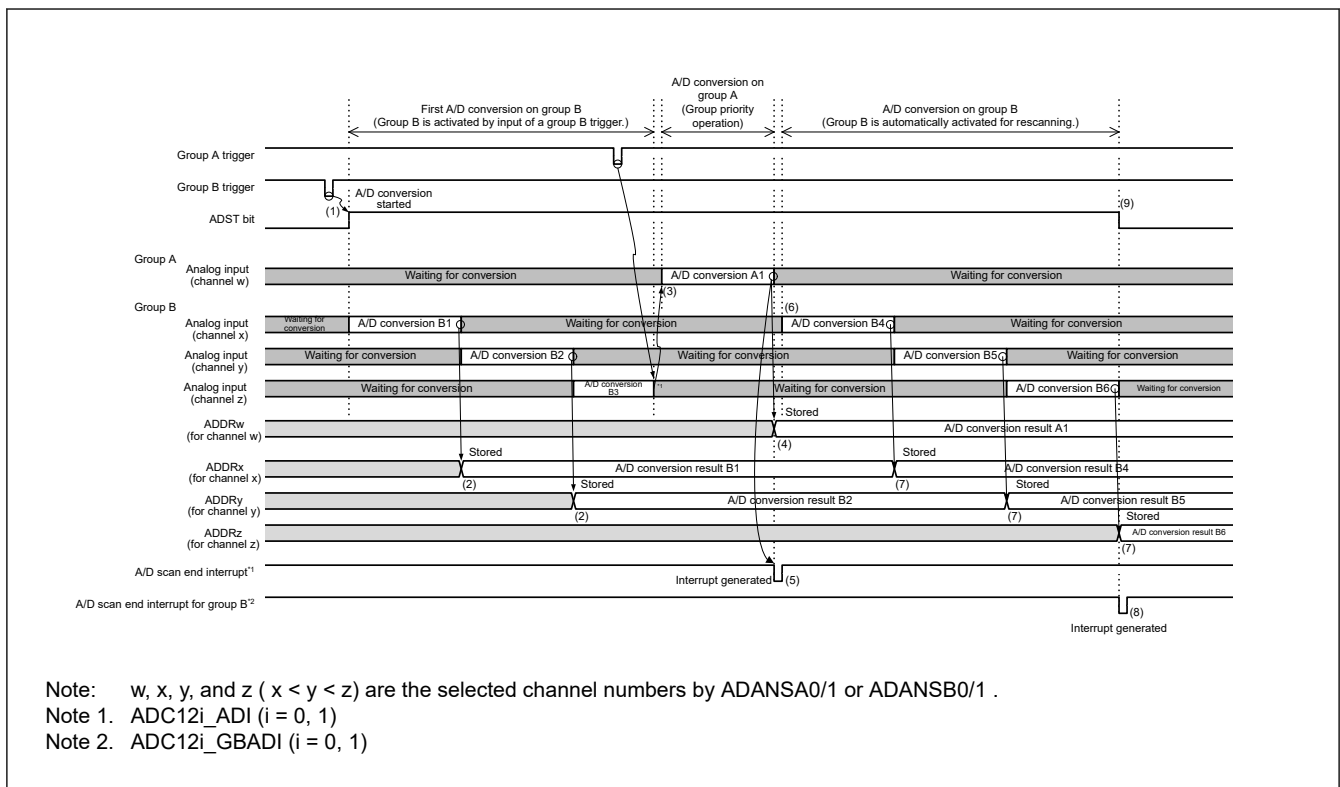 A/D conversion on
group A
(Group priority
operation)
First A/D conversion on group B
(Group B is activated by input of a group B trigger.)
A/D conversion on group B
(Group B is automatically activated for rescanning.)
Group A trigger
Group B trigger
(1)
A/D conversion
started
ADST bit
(9)
Group A
Analog input
(channel w)
Waiting for conversion
A/D conversion A1
Waiting for conversion
(3)
Group B
(6)
Analog input
(channel x)
Waiting for
conversion
A/D conversion B1
Waiting for conversion
A/D conversion B4
Waiting for conversion
Analog input
(channel y)
Waiting for conversion
A/D conversion B2
Waiting for conversion
A/D conversion B5
Waiting for conversion
Analog input
(channel z)
Waiting for conversion
A/D conversion
B3
*1
Waiting for conversion
A/D conversion B6
Waiting for conversion
ADDRw
(for channel w)
Stored
A/D conversion result A1
(4)
ADDRx
(for channel x)
Stored
A/D conversion result B1
Stored
A/D conversion result B4
(2)
(7)
ADDRy
(for channel y)
Stored
A/D conversion result B2
Stored
A/D conversion result B5
(2)
(7)
ADDRz
(for channel z)
Stored
A/D conversion result B6
(7)
A/D scan end interrupt*1
Interrupt generated
(5)
A/D scan end interrupt for group B*2
(8)
Interrupt generated
Note: w, x, y, and z ( x < y < z) are the selected channel numbers by ADANSA0/1 or ADANSB0/1 .
Note 1. ADC12i_ADI (i = 0, 1)
Note 2. ADC12i_GBADI (i = 0, 1)